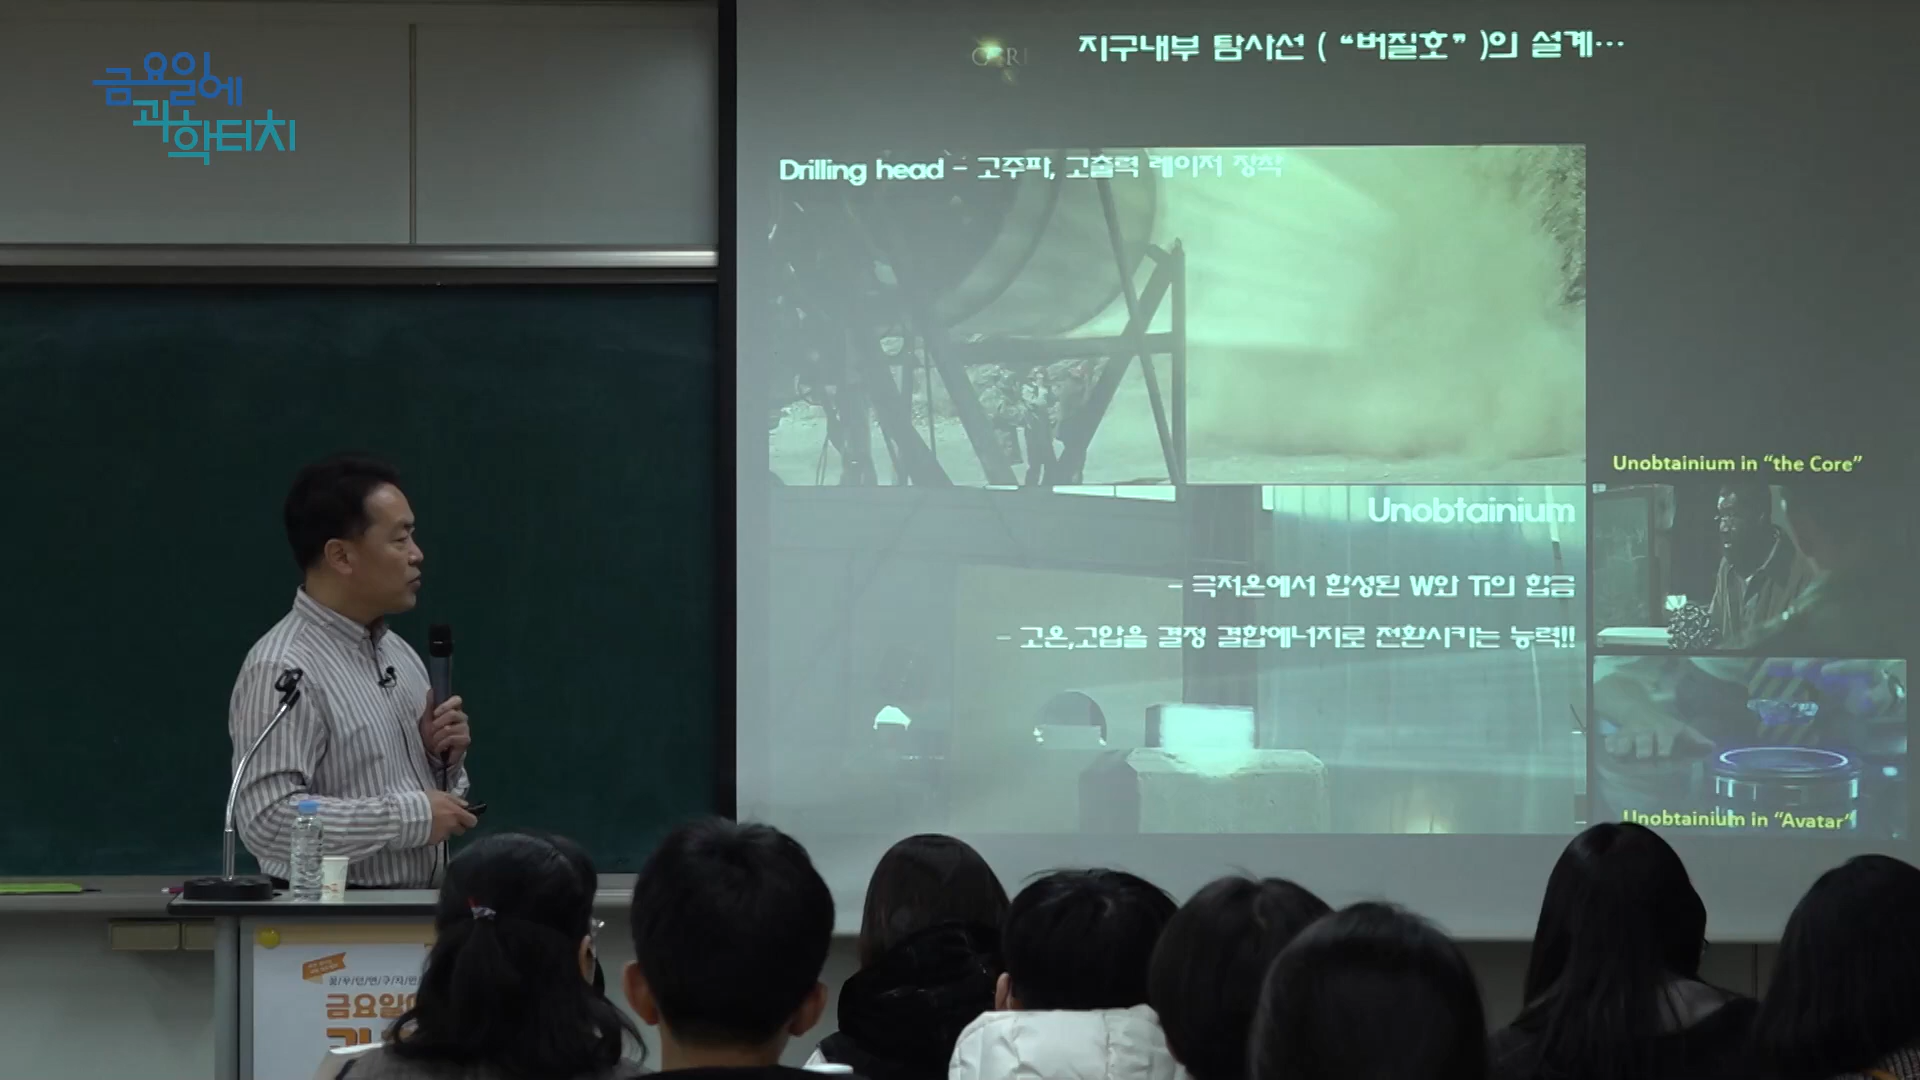 금요일에
과학터치
지구내부 탐사선 ( “버질호” )의 설계…
Drilling head – 고주파, 고출력 레이저 장착
Unobtainium in “the Core”
Unobtainium
– 극저온에서 합성된 W와 Ti의 합금
– 고온,고압을 결정 결합에너지로 전환시키는 능력!!
Unobtainium in “Avatar”
금요일에